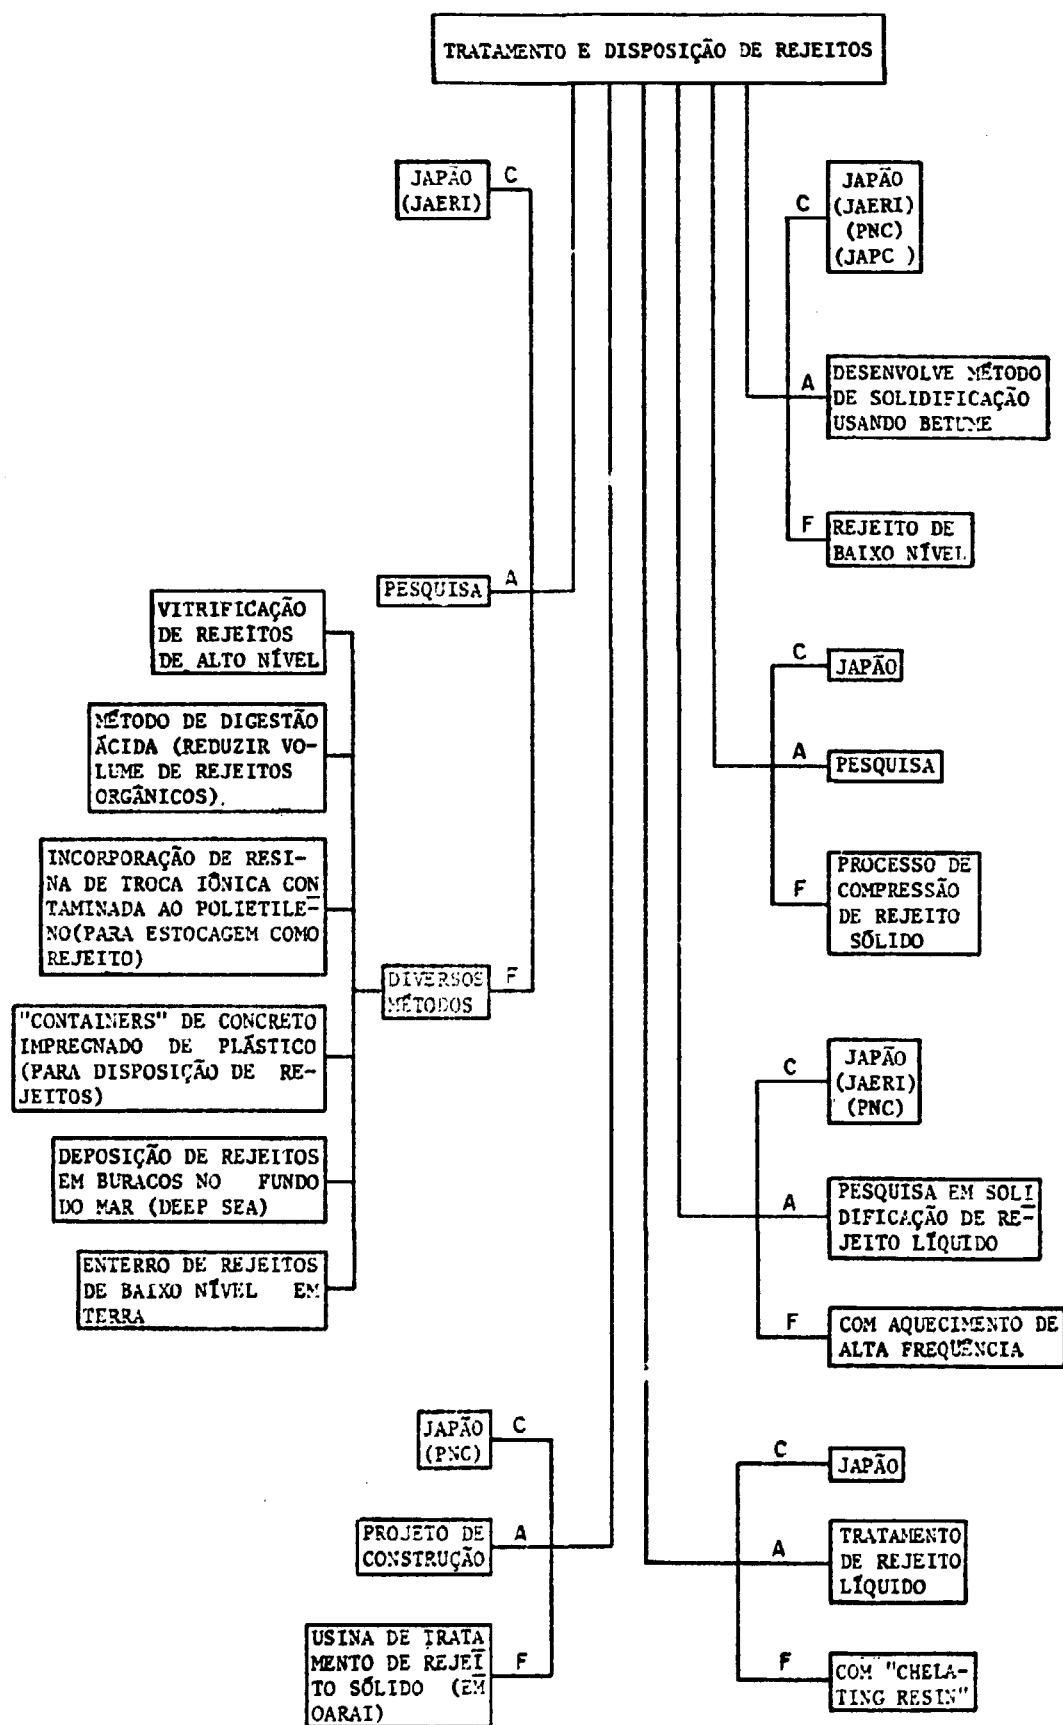 TRATAMENTO E DISPOSIÇÃO DE REJEITOS
JAPÃO
(JAERI)
C
PESQUISA
A
DIVERSOS
MÉTODOS
F
VITRIFICAÇÃO
DE REJEITOS
DE ALTO NÍVEL
MÉTODO DE DIGESTÃO
ÁCIDA (REDUZIR VO-
LUME DE REJEITOS
ORGÂNICOS).
INCORPORAÇÃO DE RESI-
NA DE TROCA IÔNICA CON
TAMINADA AO POLIETILE-
NO(PARA ESTOCAGEM COMO
REJEITO)
"CONTAINERS" DE CONCRETO
IMPREGNADO DE PLÁSTICO
(PARA DISPOSIÇÃO DE RE-
JEITOS)
DEPOSIÇÃO DE REJEITOS
EM BURACOS NO FUNDO
DO MAR (DEEP SEA)
ENTERRO DE REJEITOS
DE BAIXO NÍVEL EM
TERRA
JAPÃO
(PNC)
C
PROJETO DE
CONSTRUÇÃO
A
USINA DE TRATA
MENTO DE REJEI
TO SÓLIDO (EM
OARAI)
F
C
JAPÃO
(JAERI)
(PNC)
(JAPC )
A
DESENVOLVE MÉTODO
DE SOLIDIFICAÇÃO
USANDO BETUME
F
REJEITO DE
BAIXO NÍVEL
C
JAPÃO
A
PESQUISA
F
PROCESSO DE
COMPRESSÃO
DE REJEITO
SÓLIDO
C
JAPÃO
(JAERI)
(PNC)
A
PESQUISA EM SOLI
DIFICAÇÃO DE RE-
JEITO LÍQUIDO
F
COM AQUECIMENTO DE
ALTA FREQÜÊNCIA
C
JAPÃO
A
TRATAMENTO
DE REJEITO
LÍQUIDO
F
COM "CHELA-
TING RESIN"